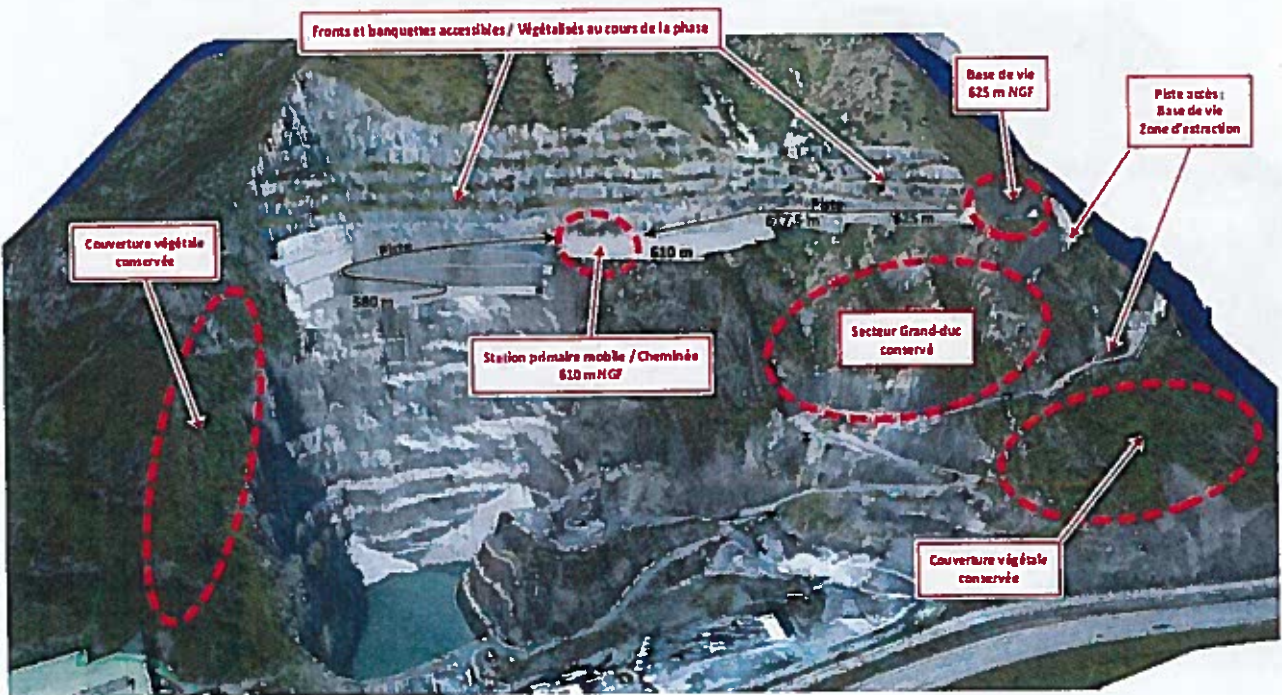 Fronts et banquettes accessibles / Végétalisés au cours de la phase
Base de vie
625 m NGF
Piste accès :
Base de vie
Zone d'extraction
Couverture végétale
conservée
Piste
625 m
Piste
610 m
580 m
Secteur Grand-duc
conservé
Station primaire mobile / Cheminée
610 m NGF
Couverture végétale
conservée